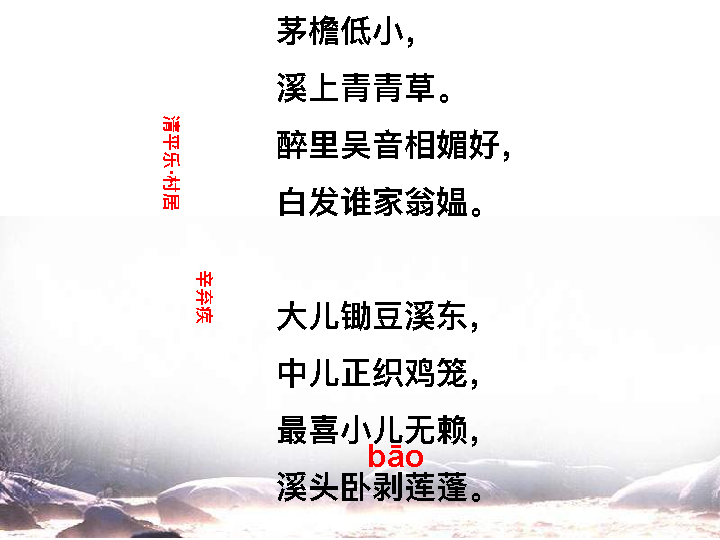 清平乐·村居
辛弃疾
茅檐低小，
溪上青青草。
醉里吴音相媚好，
白发谁家翁媪。
大儿锄豆溪东，
中儿正织鸡笼，
最喜小儿无赖，
bāo
溪头卧剥莲蓬。